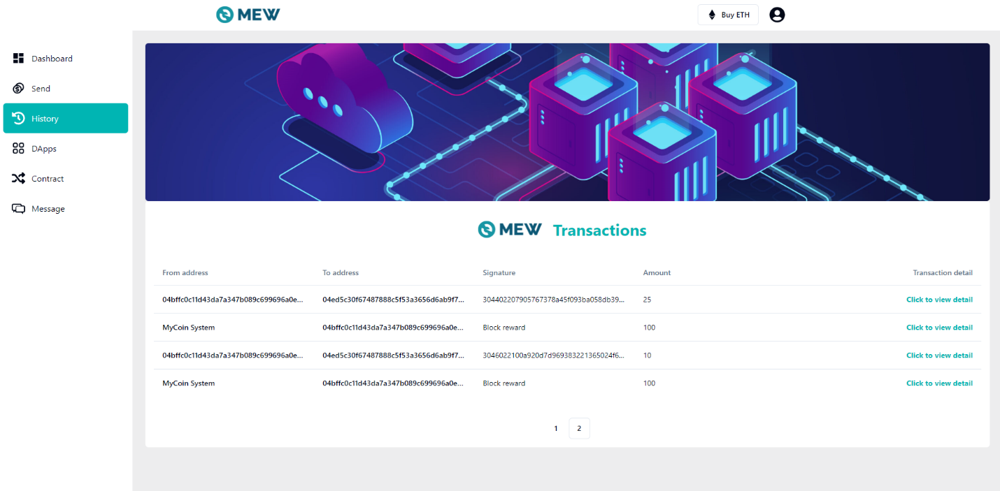 MEW
Buy ETH
Dashboard
Send
History
DApps
Contract
Message
MEW Transactions
From address To address Signature Amount Transaction detail
04bffc0c11d43da7a347b089c699696a0e... 04ed5c30f67487888c5f53a3656d6ab9f7... 304402207905767378a45f093ba058db39... 25 Click to view detail
MyCoin System 04bffc0c11d43da7a347b089c699696a0e... Block reward 100 Click to view detail
04bffc0c11d43da7a347b089c699696a0e... 04ed5c30f67487888c5f53a3656d6ab9f7... 3046022100a920d7d969383221365024f6... 10 Click to view detail
MyCoin System 04bffc0c11d43da7a347b089c699696a0e... Block reward 100 Click to view detail
1 2